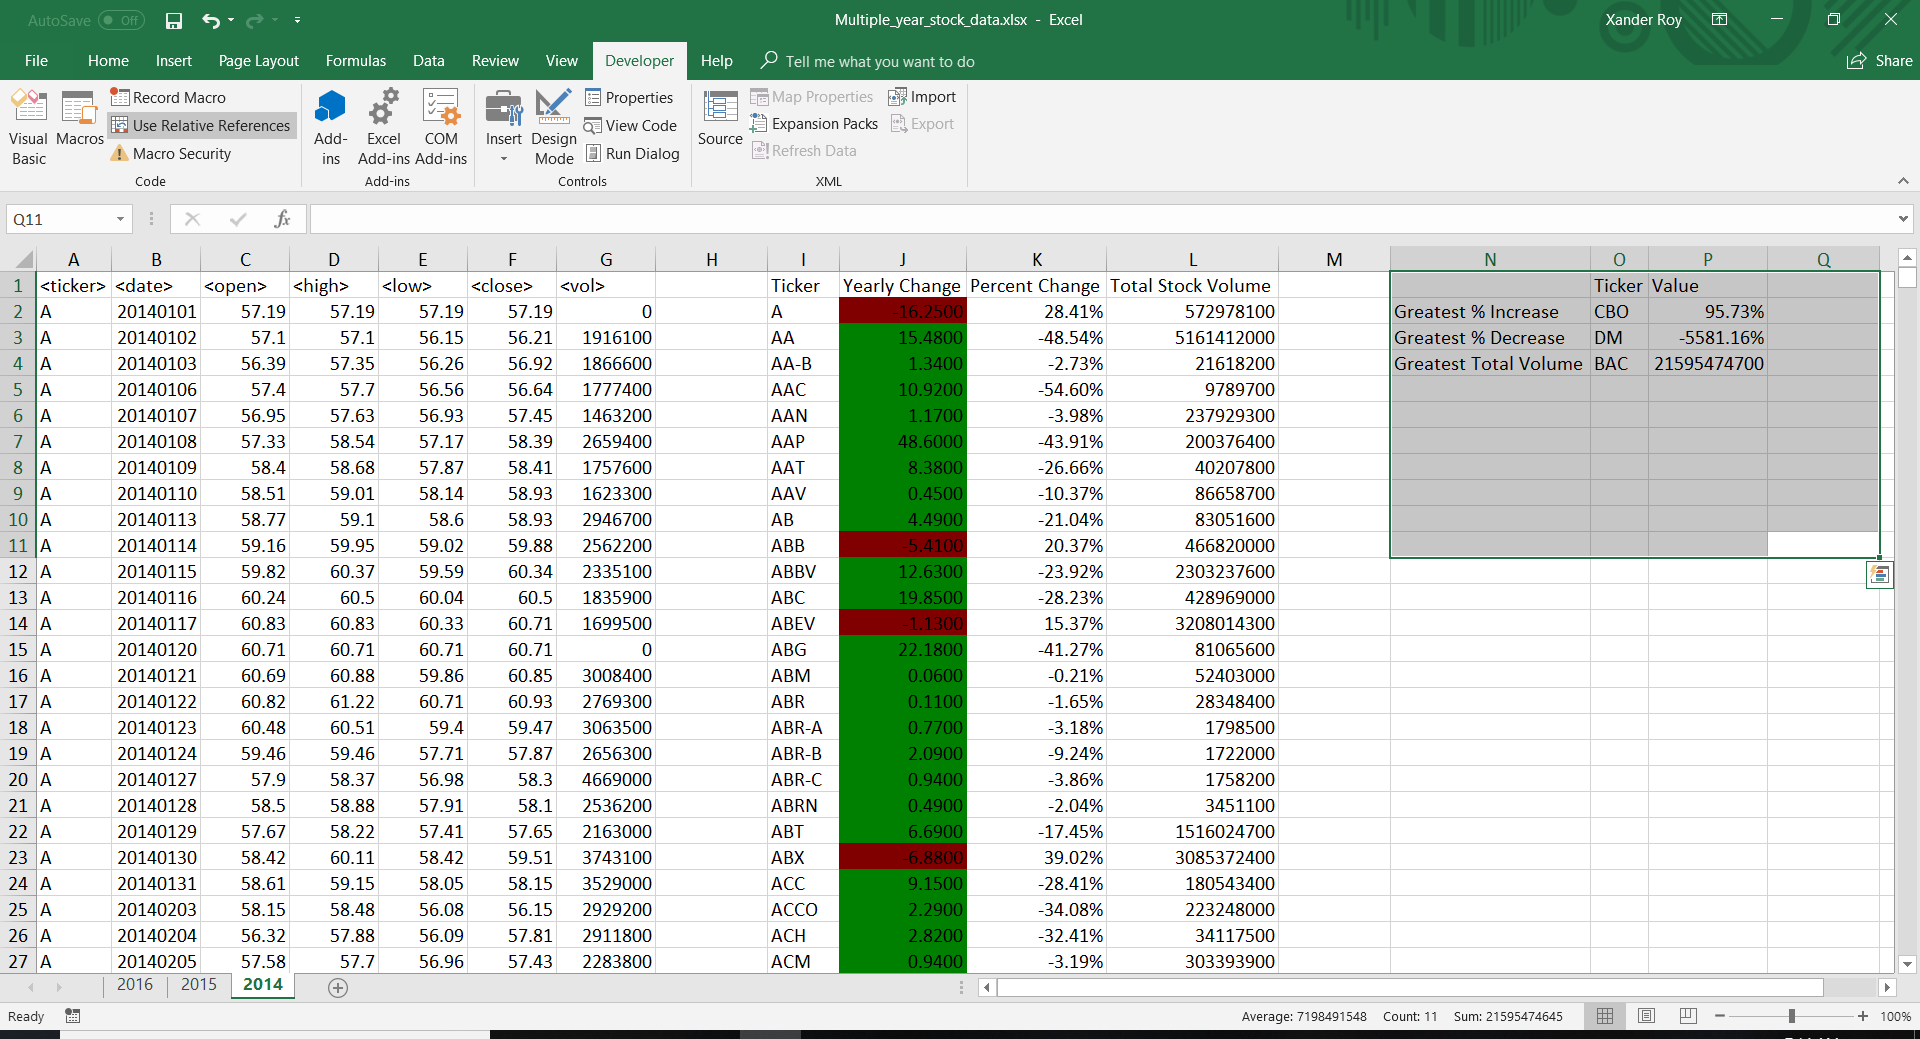 AutoSave Off
Multiple_year_stock_data.xlsx - Excel
Xander Roy
File Home Insert Page Layout Formulas Data Review View Developer Help Tell me what you want to do Share
Visual Basic
Macros
Record Macro
Use Relative References
Macro Security
Code
Add-ins
Excel Add-ins
COM Add-ins
Add-ins
Insert
Design Mode
Properties
View Code
Run Dialog
Controls
Source
Map Properties
Expansion Packs
Refresh Data
Import
Export
XML
Q11 fx
A B C D E F G H I J K L M N O P Q
1 <ticker> <date> <open> <high> <low> <close> <vol> Ticker Yearly Change Percent Change Total Stock Volume Ticker Value
2 A 20140101 57.19 57.19 57.19 57.19 0 A -16.2500 28.41% 572978100 Greatest % Increase CBO 95.73%
3 A 20140102 57.1 57.1 56.15 56.21 1916100 AA 15.4800 -48.54% 5161412000 Greatest % Decrease DM -5581.16%
4 A 20140103 56.39 57.35 56.26 56.92 1866600 AA-B 1.3400 -2.73% 21618200 Greatest Total Volume BAC 21595474700
5 A 20140106 57.4 57.7 56.56 56.64 1777400 AAC 10.9200 -54.60% 9789700
6 A 20140107 56.95 57.63 56.93 57.45 1463200 AAN 1.1700 -3.98% 237929300
7 A 20140108 57.33 58.54 57.17 58.39 2659400 AAP 48.6000 -43.91% 200376400
8 A 20140109 58.4 58.68 57.87 58.41 1757600 AAT 8.3800 -26.66% 40207800
9 A 20140110 58.51 59.01 58.14 58.93 1623300 AAV 0.4500 -10.37% 86658700
10 A 20140113 58.77 59.1 58.6 58.93 2946700 AB 4.4900 -21.04% 83051600
11 A 20140114 59.16 59.95 59.02 59.88 2562200 ABB -5.4100 20.37% 466820000
12 A 20140115 59.82 60.37 59.59 60.34 2335100 ABBV 12.6300 -23.92% 2303237600
13 A 20140116 60.24 60.5 60.04 60.5 1835900 ABC 19.8500 -28.23% 428969000
14 A 20140117 60.83 60.83 60.33 60.71 1699500 ABEV -1.1300 15.37% 3208014300
15 A 20140120 60.71 60.71 60.71 60.71 0 ABG 22.1800 -41.27% 81065600
16 A 20140121 60.69 60.88 59.86 60.85 3008400 ABM 0.0600 -0.21% 52403000
17 A 20140122 60.82 61.22 60.71 60.93 2769300 ABR 0.1100 -1.65% 28348400
18 A 20140123 60.48 60.51 59.4 59.47 3063500 ABR-A 0.7700 -3.18% 1798500
19 A 20140124 59.46 59.46 57.71 57.87 2656300 ABR-B 2.0900 -9.24% 1722000
20 A 20140127 57.9 58.37 56.98 58.3 4669000 ABR-C 0.9400 -3.86% 1758200
21 A 20140128 58.5 58.88 57.91 58.1 2536200 ABRN 0.4900 -2.04% 3451100
22 A 20140129 57.67 58.22 57.41 57.65 2163000 ABT 6.6900 -17.45% 1516024700
23 A 20140130 58.42 60.11 58.42 59.51 3743100 ABX -6.8800 39.02% 3085372400
24 A 20140131 58.61 59.15 58.05 58.15 3529000 ACC 9.1500 -28.41% 180543400
25 A 20140203 58.15 58.48 56.08 56.15 2929200 ACCO 2.2900 -34.08% 223248000
26 A 20140204 56.32 57.88 56.09 57.81 2911800 ACH 2.8200 -32.41% 34117500
27 A 20140205 57.58 57.7 56.96 57.43 2283800 ACM 0.9400 -3.19% 303393900
2016 2015 2014
Ready Average: 7198491548 Count: 11 Sum: 21595474645 100%